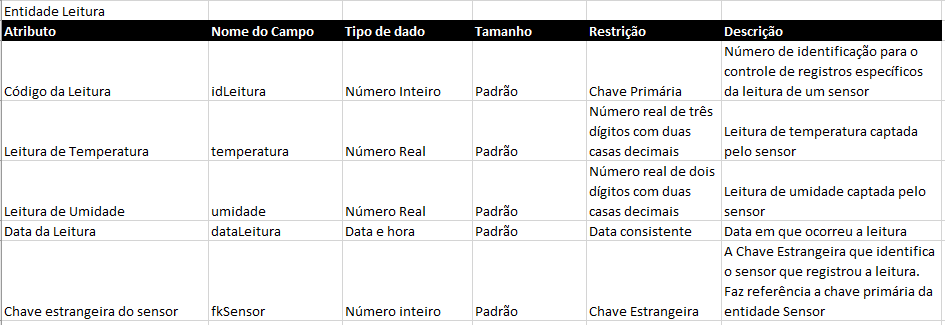 Entidade Leitura
Atributo Nome do Campo Tipo de dado Tamanho Restrição Descrição
Número de identificação para o
controle de registros específicos
Código da Leitura idLeitura Número Inteiro Padrão Chave Primária da leitura de um sensor
Número real de três
dígitos com duas Leitura de temperatura captada
Leitura de Temperatura temperatura Número Real Padrão casas decimais pelo sensor
Número real de dois
dígitos com duas Leitura de umidade captada pelo
Leitura de Umidade umidade Número Real Padrão casas decimais sensor
Data da Leitura dataLeitura Data e hora Padrão Data consistente Data em que ocorreu a leitura
A Chave Estrangeira que identifica
o sensor que registrou a leitura.
Faz referência a chave primária da
Chave estrangeira do sensor fkSensor Número inteiro Padrão Chave Estrangeira entidade Sensor